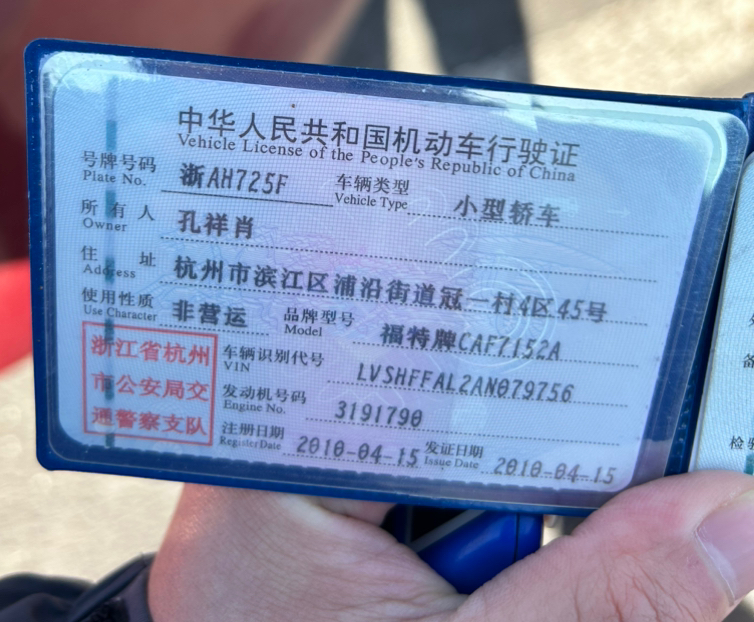 中华人民共和国机动车行驶证
Vehicle License of the People's Republic of China
号牌号码 浙AH725F 车辆类型 小型轿车
Plate No. Vehicle Type
所有人 孔祥肖
Owner
住址 杭州市滨江区浦沿街道冠一村4区45号
Address
使用性质 非营运 品牌型号 福特牌CAF7152A
Use Character Model
浙江省杭州
市公安局交
通警察支队
车辆识别代号 LVSHFFAL2AN079756
VIN
发动机号码 3191790
Engine No.
注册日期 2010-04-15 发证日期 2010-04-15
Register Date Issue Date
检验